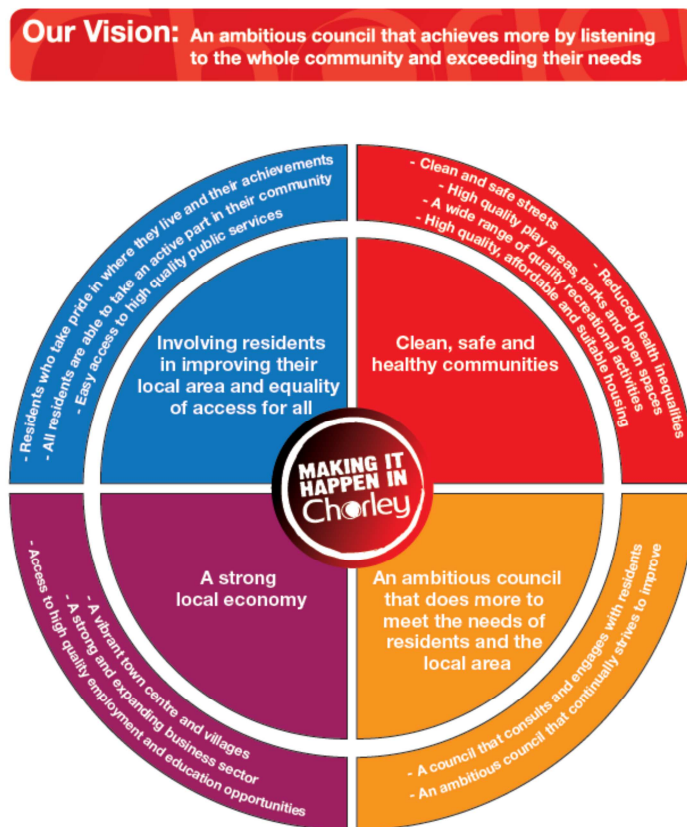 Our Vision: An ambitious council that achieves more by listening
to the whole community and exceeding their needs
- Residents who take pride in where they live and their achievements
- All residents are able to take an active part in their community
- Easy access to high quality public services
Involving residents
in improving their
local area and equality
of access for all
- Clean and safe streets
- Reduced health inequalities
- High quality play areas, parks and open spaces
- A wide range of quality recreational activities
- High quality, affordable and suitable housing
Clean, safe and
healthy communities
MAKING IT
HAPPEN IN
Chorley
A strong
local economy
- A vibrant town centre and villages
- A strong and expanding business sector
- Access to high quality employment and education opportunities
An ambitious council
that does more to
meet the needs of
residents and the
local area
- A council that consults and engages with residents
- An ambitious council that continually strives to improve